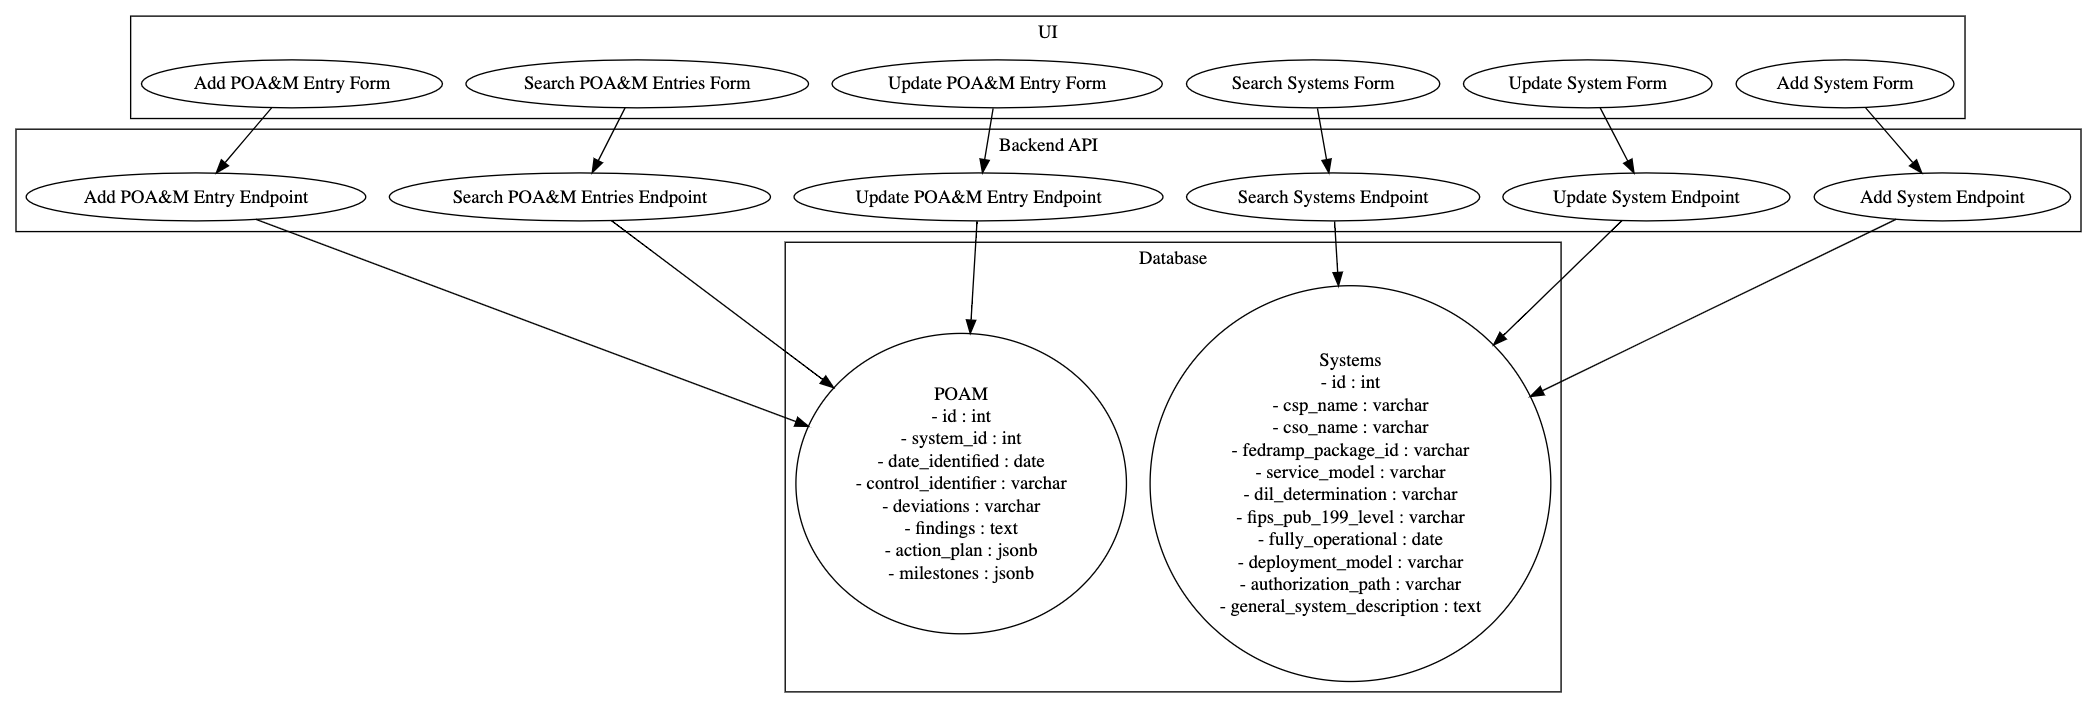 UI
Add POA&M Entry Form
Search POA&M Entries Form
Update POA&M Entry Form
Search Systems Form
Update System Form
Add System Form
Backend API
Add POA&M Entry Endpoint
Search POA&M Entries Endpoint
Update POA&M Entry Endpoint
Search Systems Endpoint
Update System Endpoint
Add System Endpoint
Database
POAM
- id : int
- system_id : int
- date_identified : date
- control_identifier : varchar
- deviations : varchar
- findings : text
- action_plan : jsonb
- milestones : jsonb
Systems
- id : int
- csp_name : varchar
- cso_name : varchar
- fedramp_package_id : varchar
- service_model : varchar
- dil_determination : varchar
- fips_pub_199_level : varchar
- fully_operational : date
- deployment_model : varchar
- authorization_path : varchar
- general_system_description : text